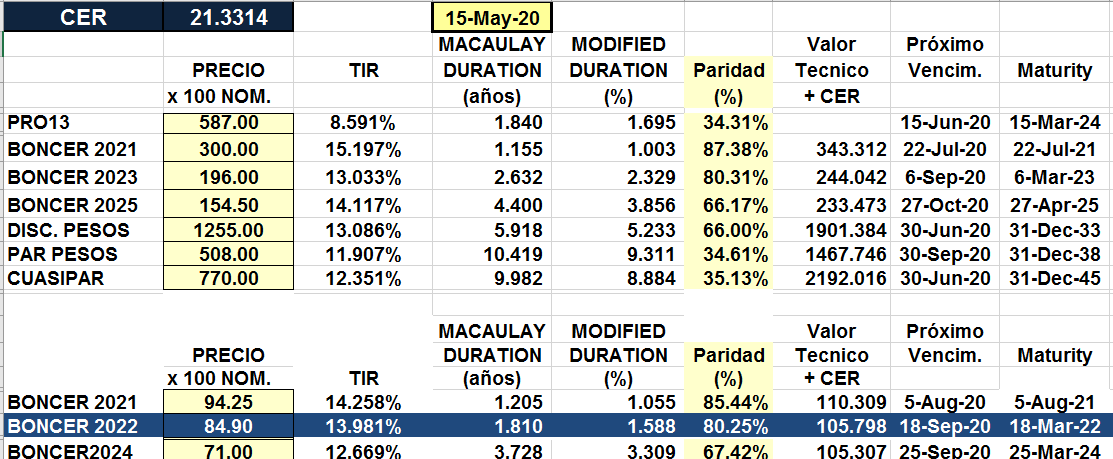 CER 21.3314 15-May-20
MACAULAY MODIFIED Valor Próximo
PRECIO TIR DURATION DURATION Paridad Tecnico Vencim. Maturity
x 100 NOM. (años) (%) (%) + CER
PRO13 587.00 8.591% 1.840 1.695 34.31% 15-Jun-20 15-Mar-24
BONCER 2021 300.00 15.197% 1.155 1.003 87.38% 343.312 22-Jul-20 22-Jul-21
BONCER 2023 196.00 13.033% 2.632 2.329 80.31% 244.042 6-Sep-20 6-Mar-23
BONCER 2025 154.50 14.117% 4.400 3.856 66.17% 233.473 27-Oct-20 27-Apr-25
DISC. PESOS 1255.00 13.086% 5.918 5.233 66.00% 1901.384 30-Jun-20 31-Dec-33
PAR PESOS 508.00 11.907% 10.419 9.311 34.61% 1467.746 30-Sep-20 31-Dec-38
CUASIPAR 770.00 12.351% 9.982 8.884 35.13% 2192.016 30-Jun-20 31-Dec-45
MACAULAY MODIFIED Valor Próximo
PRECIO DURATION DURATION Paridad Tecnico Vencim. Maturity
x 100 NOM. TIR (años) (%) (%) + CER
BONCER 2021 94.25 14.258% 1.205 1.055 85.44% 110.309 5-Aug-20 5-Aug-21
BONCER 2022 84.90 13.981% 1.810 1.588 80.25% 105.798 18-Sep-20 18-Mar-22
BONCER2024 71.00 12.669% 3.728 3.309 67.42% 105.307 25-Sep-20 25-Mar-24